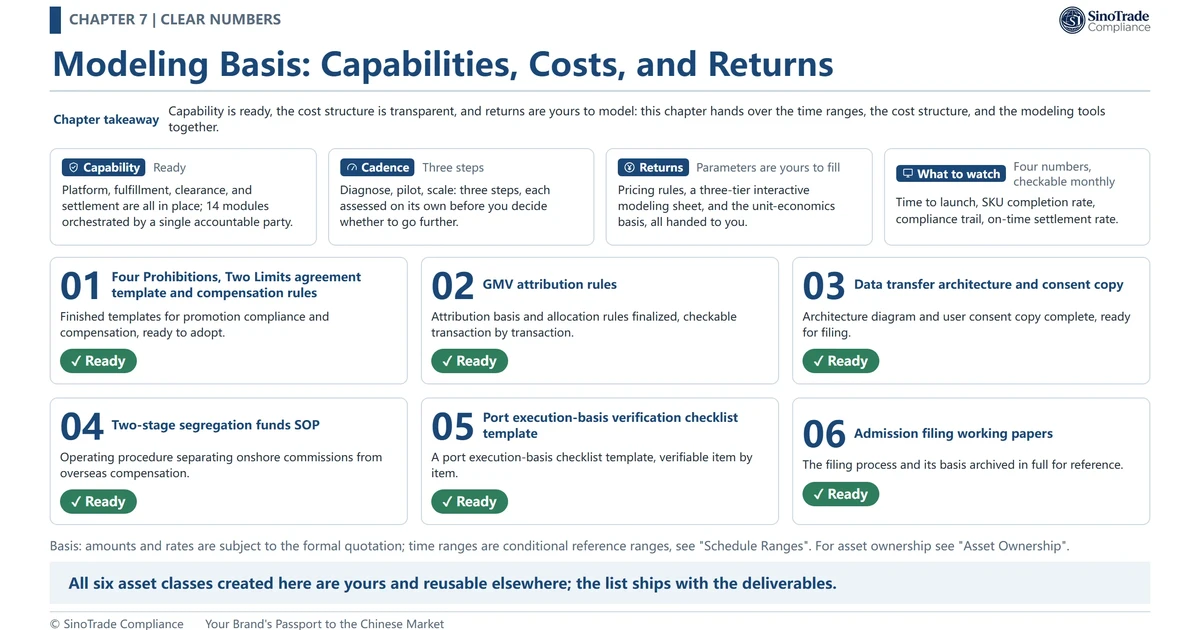 CHAPTER 7 | CLEAR NUMBERS
SinoTrade
Compliance
Modeling Basis: Capabilities, Costs, and Returns
Chapter takeaway
Capability is ready, the cost structure is transparent, and returns are yours to model: this chapter hands over the time ranges, the cost structure, and the modeling tools
together.
Capability Ready
Platform, fulfillment, clearance, and
settlement are all in place; 14 modules
orchestrated by a single accountable party.
Cadence Three steps
Diagnose, pilot, scale: three steps, each
assessed on its own before you decide
whether to go further.
Returns Parameters are yours to fill
Pricing rules, a three-tier interactive
modeling sheet, and the unit-economics
basis, all handed to you.
What to watch
Four numbers,
checkable monthly
Time to launch, SKU completion rate,
compliance trail, on-time settlement rate.
01
Four Prohibitions, Two Limits agreement
template and compensation rules
Finished templates for promotion compliance and
compensation, ready to adopt.
✓ Ready
02 GMV attribution rules
Attribution basis and allocation rules finalized, checkable
transaction by transaction.
✓ Ready
03 Data transfer architecture and consent copy
Architecture diagram and user consent copy complete, ready
for filing.
✓ Ready
04 Two-stage segregation funds SOP
Operating procedure separating onshore commissions from
overseas compensation.
✓ Ready
05
Port execution-basis verification checklist
template
A port execution-basis checklist template, verifiable item by
item.
✓ Ready
06 Admission filing working papers
The filing process and its basis archived in full for reference.
✓ Ready
Basis: amounts and rates are subject to the formal quotation; time ranges are conditional reference ranges, see "Schedule Ranges". For asset ownership see "Asset Ownership".
All six asset classes created here are yours and reusable elsewhere; the list ships with the deliverables.
© SinoTrade Compliance Your Brand's Passport to the Chinese Market